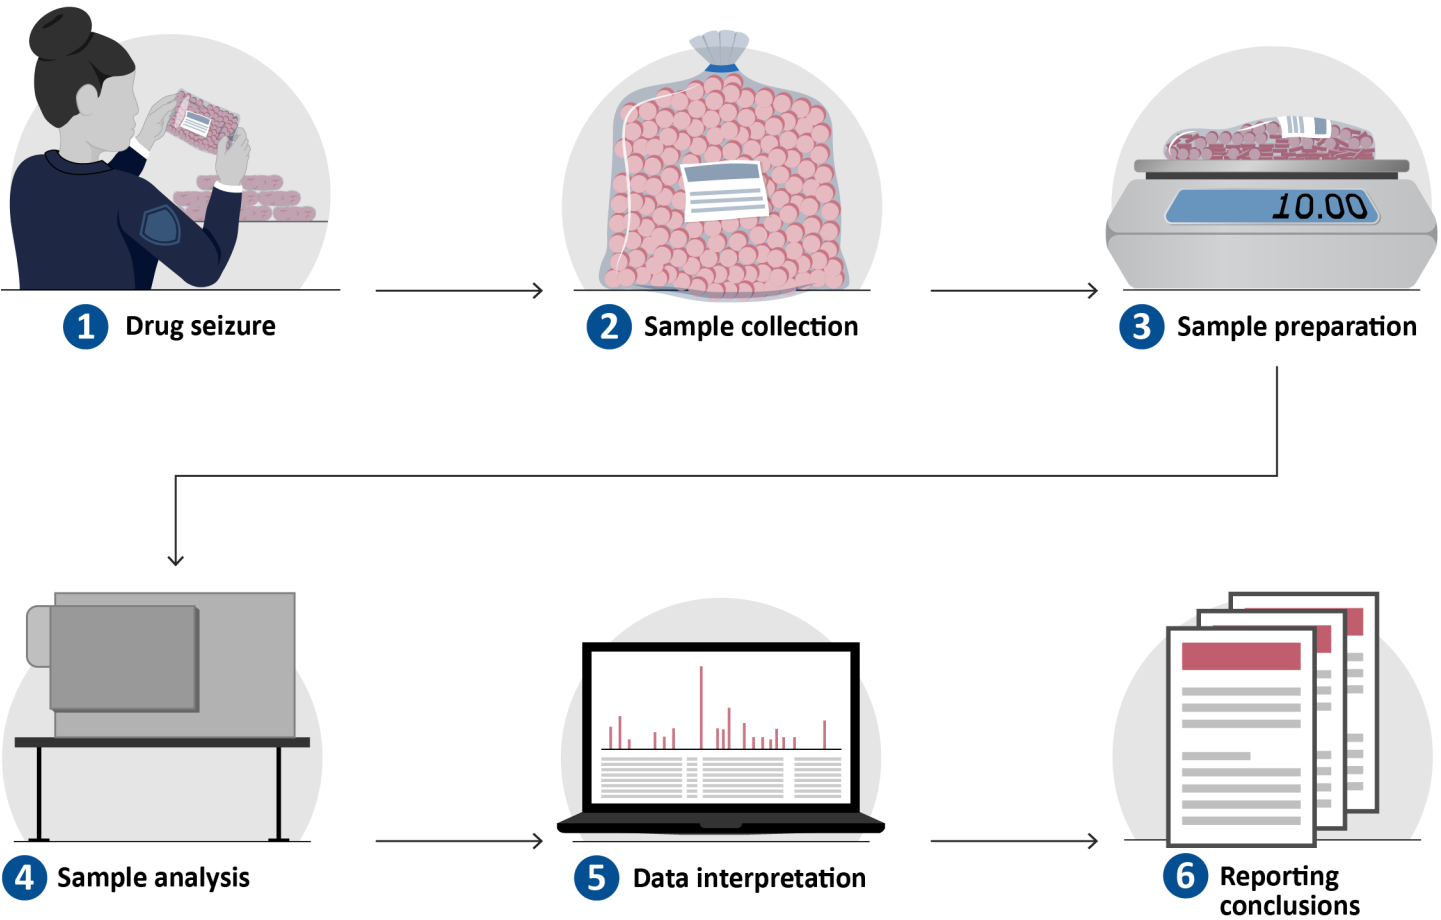 1 Drug seizure
2 Sample collection
10.00
3 Sample preparation
4 Sample analysis
5 Data interpretation
6 Reporting
conclusions